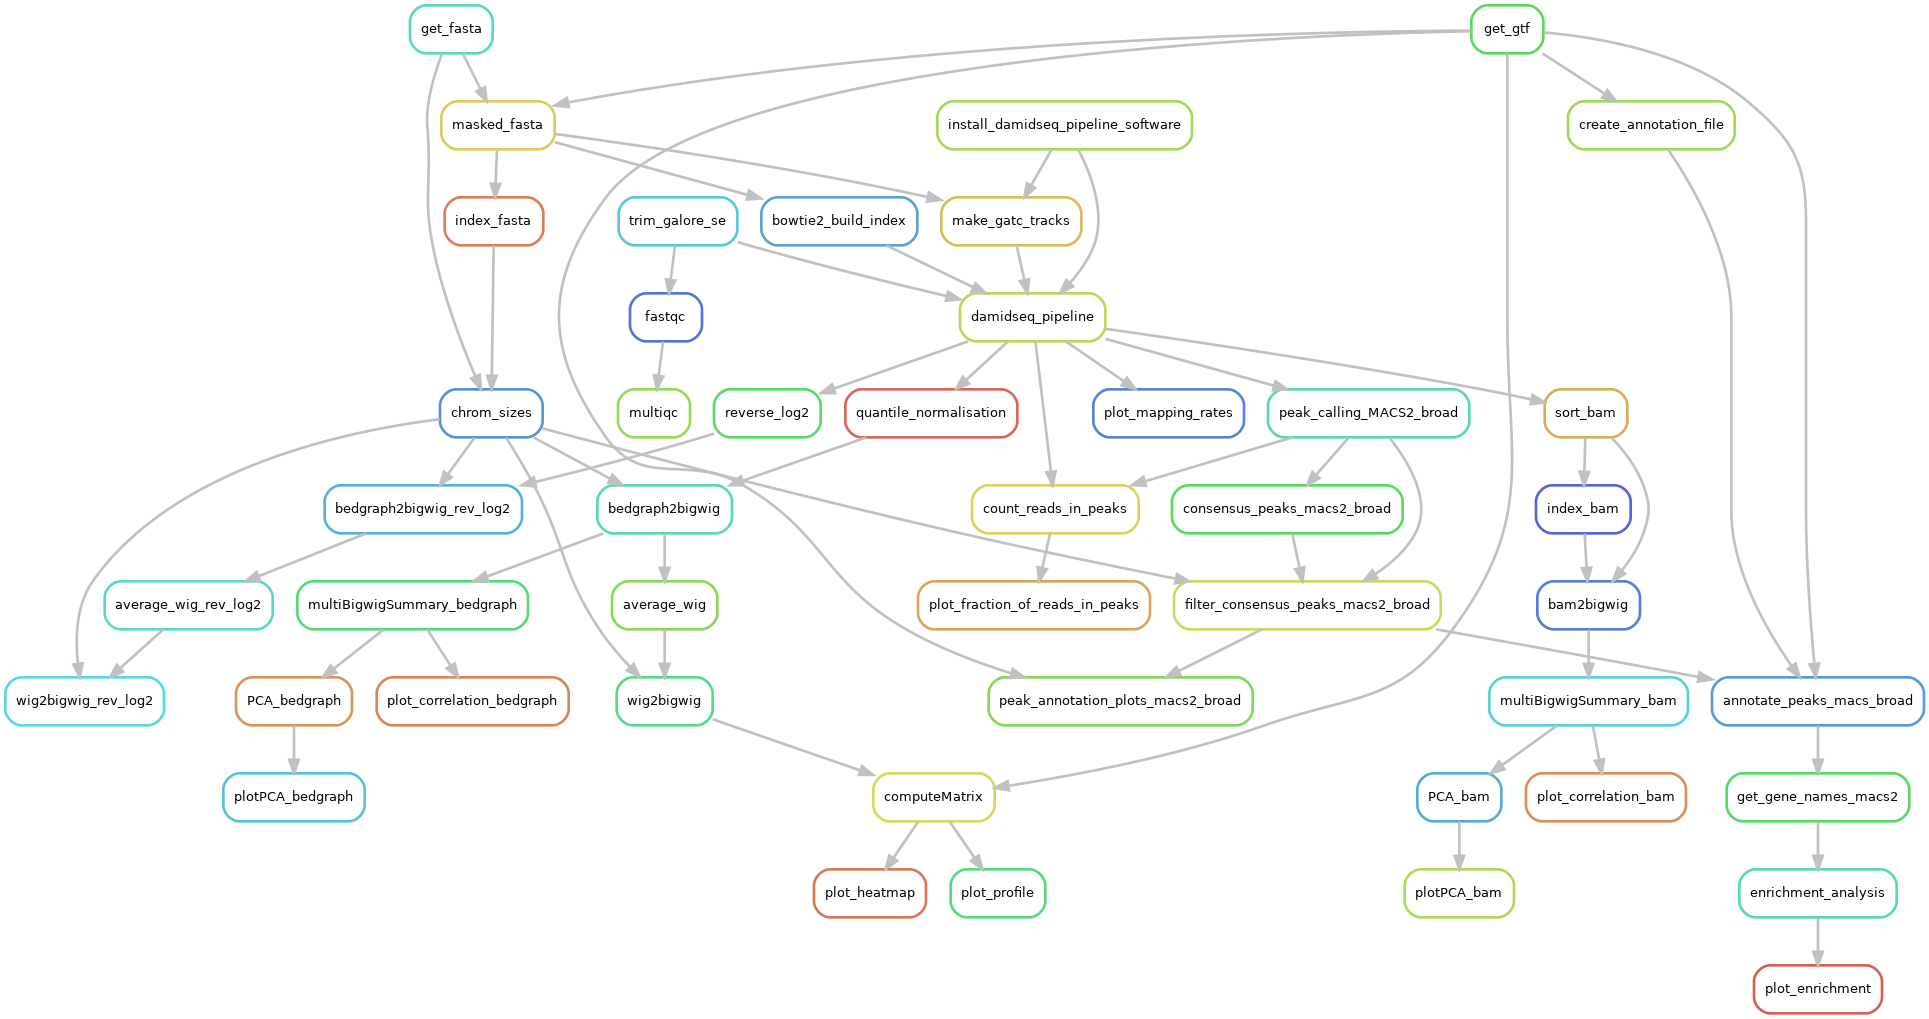 get_fasta
get_gtf
masked_fasta
install_damidseq_pipeline_software
create_annotation_file
index_fasta
trim_galore_se
bowtie2_build_index
make_gatc_tracks
fastqc
damidseq_pipeline
chrom_sizes
multiqc
reverse_log2
quantile_normalisation
plot_mapping_rates
peak_calling_MACS2_broad
sort_bam
bedgraph2bigwig_rev_log2
bedgraph2bigwig
count_reads_in_peaks
consensus_peaks_macs2_broad
index_bam
average_wig_rev_log2
multiBigwigSummary_bedgraph
average_wig
plot_fraction_of_reads_in_peaks
filter_consensus_peaks_macs2_broad
bam2bigwig
wig2bigwig_rev_log2
PCA_bedgraph
plot_correlation_bedgraph
wig2bigwig
peak_annotation_plots_macs2_broad
multiBigwigSummary_bam
annotate_peaks_macs_broad
plotPCA_bedgraph
computeMatrix
PCA_bam
plot_correlation_bam
get_gene_names_macs2
plot_heatmap
plot_profile
plotPCA_bam
enrichment_analysis
plot_enrichment